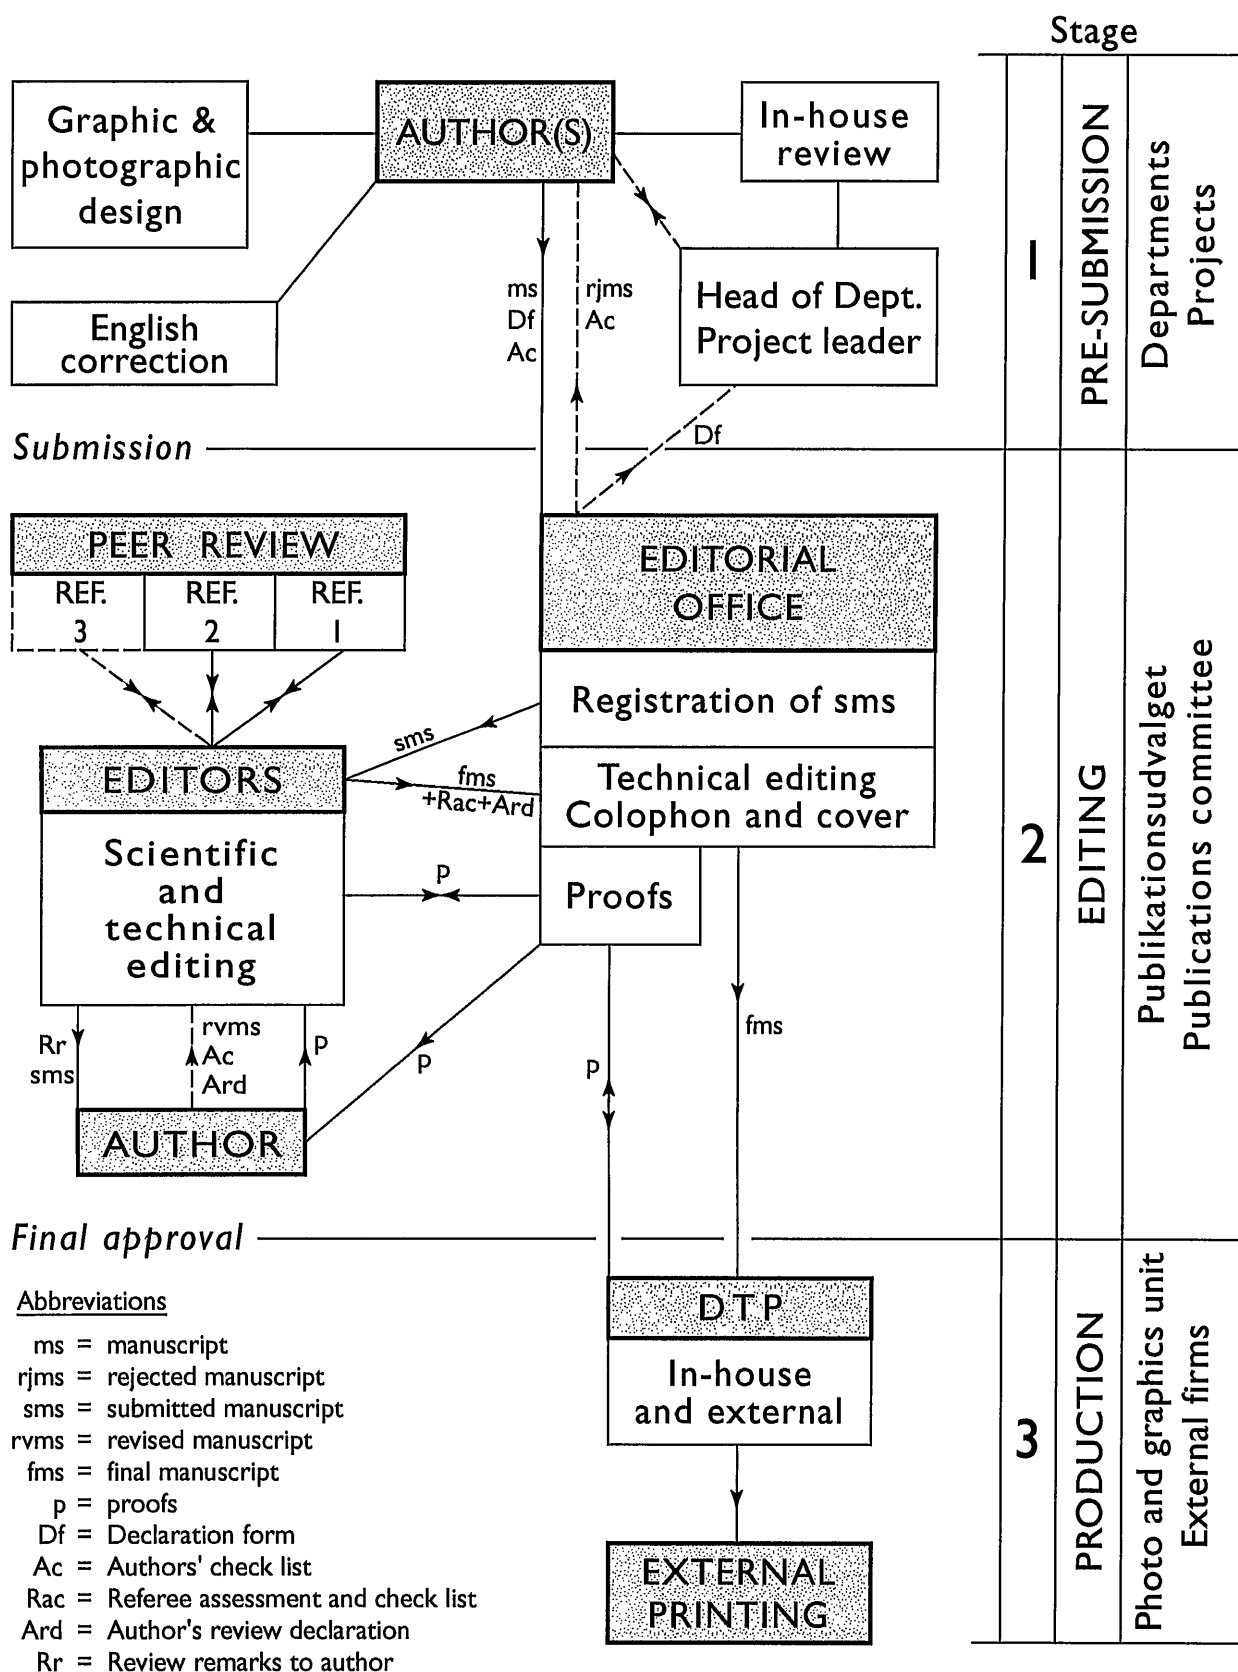 Stage
Graphic &
photographic
design
AUTHOR(S)
In-house
review
English
correction
ms
Df
Ac
rjms
Ac
Head of Dept.
Project leader
Df
1
PRE-SUBMISSION
Departments
Projects
Submission
PEER REVIEW
REF.
3
REF.
2
REF.
1
EDITORIAL
OFFICE
Registration of sms
sms
EDITORS
fms
+Rac+Ard
Technical editing
Colophon and cover
Scientific
and
technical
editing
p
Proofs
Rr
sms
rvms
Ac
Ard
p
p
p
fms
AUTHOR
2
EDITING
Publikationsudvalget
Publications committee
Final approval
DTP
In-house
and external
EXTERNAL
PRINTING
3
PRODUCTION
Photo and graphics unit
External firms
Abbreviations
ms = manuscript
rjms = rejected manuscript
sms = submitted manuscript
rvms = revised manuscript
fms = final manuscript
p = proofs
Df = Declaration form
Ac = Authors' check list
Rac = Referee assessment and check list
Ard = Author's review declaration
Rr = Review remarks to author